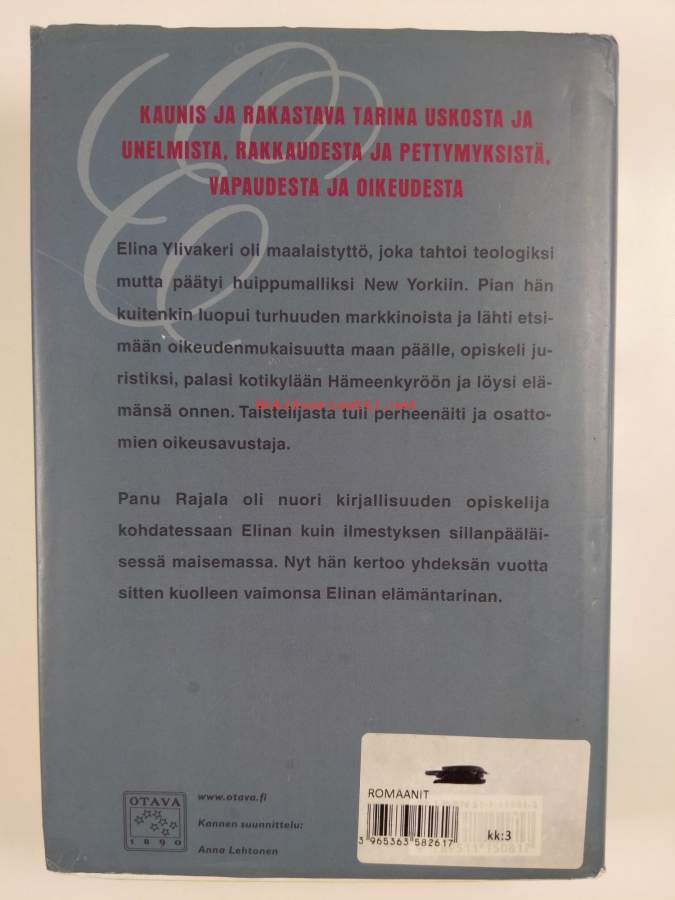 KAUNIS JA RAKASTAVA TARINA USKOSTA JA
UNELMISTA, RAKKAUDESTA JA PETTYMYKSISTÄ,
VAPAUDESTA JA OIKEUDESTA
Elina Ylivakeri oli maalaistyttö, joka tahtoi teologiksi
mutta päätyi huippumalliksi New Yorkiin. Pian hän
kuitenkin luopui turhuuden markkinoista ja lähti etsi-
mään oikeudenmukaisuutta maan päälle, opiskeli ju-
ristiksi, palasi kotikylään Hämeenkyröön ja löysi elä-
mänsä onnen. Taistelijasta tuli perheenäiti ja osatto-
mien oikeusavustaja.
Panu Rajala oli nuori kirjallisuuden opiskelija
kohdatessaan Elinan kuin ilmestyksen sillanpääläi-
sessä maisemassa. Nyt hän kertoo yhdeksän vuotta
sitten kuolleen vaimonsa Elinan elämäntarinan.
OTAVA
1890
www.otava.fi
Kannen suunnittelu:
Anna Lehtonen
ROMAANIT
3 965363 582617
kk:3